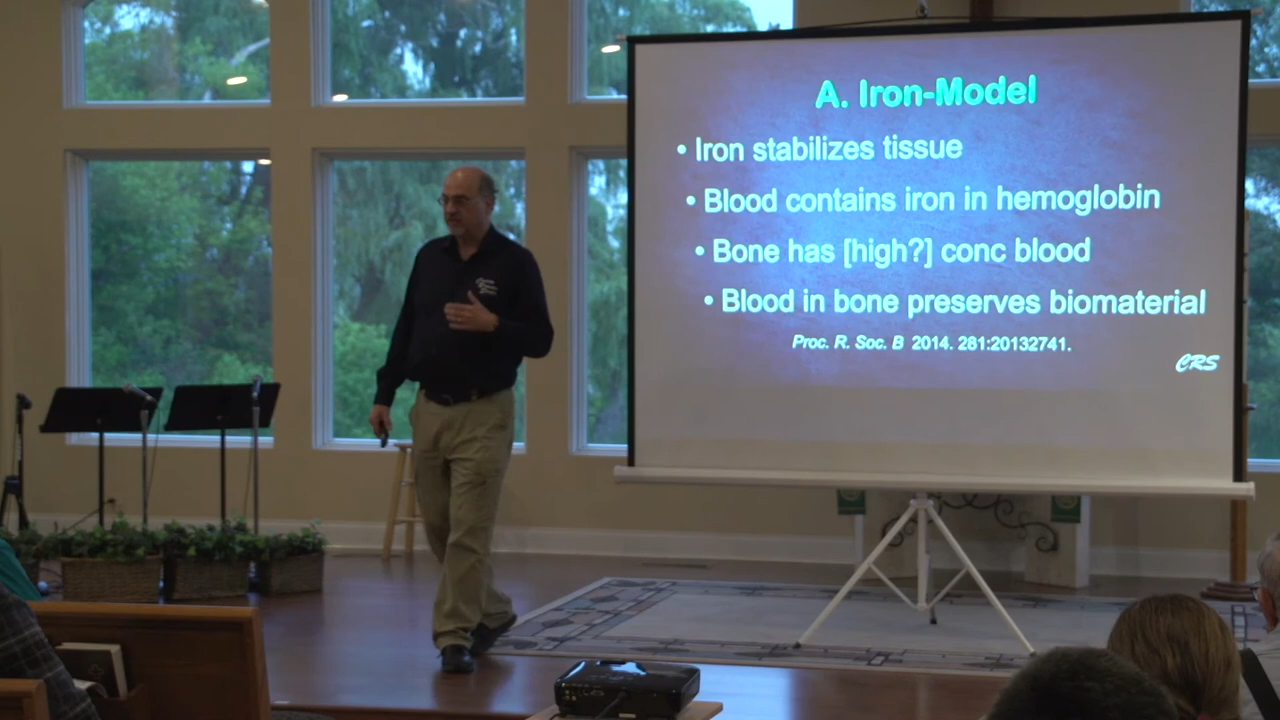 A. Iron-Model
• Iron stabilizes tissue
• Blood contains iron in hemoglobin
• Bone has [high?] conc blood
• Blood in bone preserves biomaterial
Proc. R. Soc. B 2014. 281:20132741.
CRS